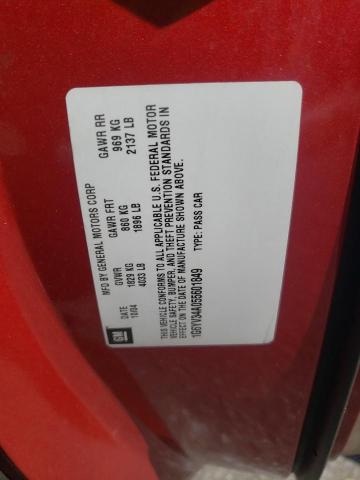 MFD BY GENERAL MOTORS CORP
DATE GVWR GAWR FRT GAWR RR
10/04 1829 KG 860 KG 969 KG
4033 LB 1896 LB 2137 LB
GM
THIS VEHICLE CONFORMS TO ALL APPLICABLE U.S. FEDERAL MOTOR
VEHICLE SAFETY, BUMPER, AND THEFT PREVENTION STANDARDS IN
EFFECT ON THE DATE OF MANUFACTURE SHOWN ABOVE.
1G6YV34A055601949 TYPE: PASS CAR